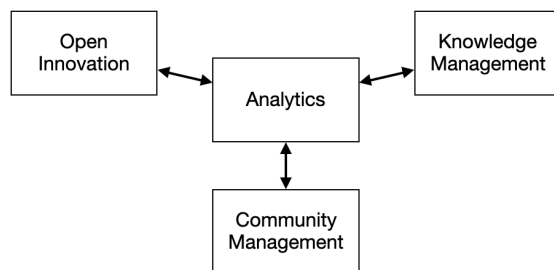 Open
Innovation
Knowledge
Management
Analytics
Community
Management